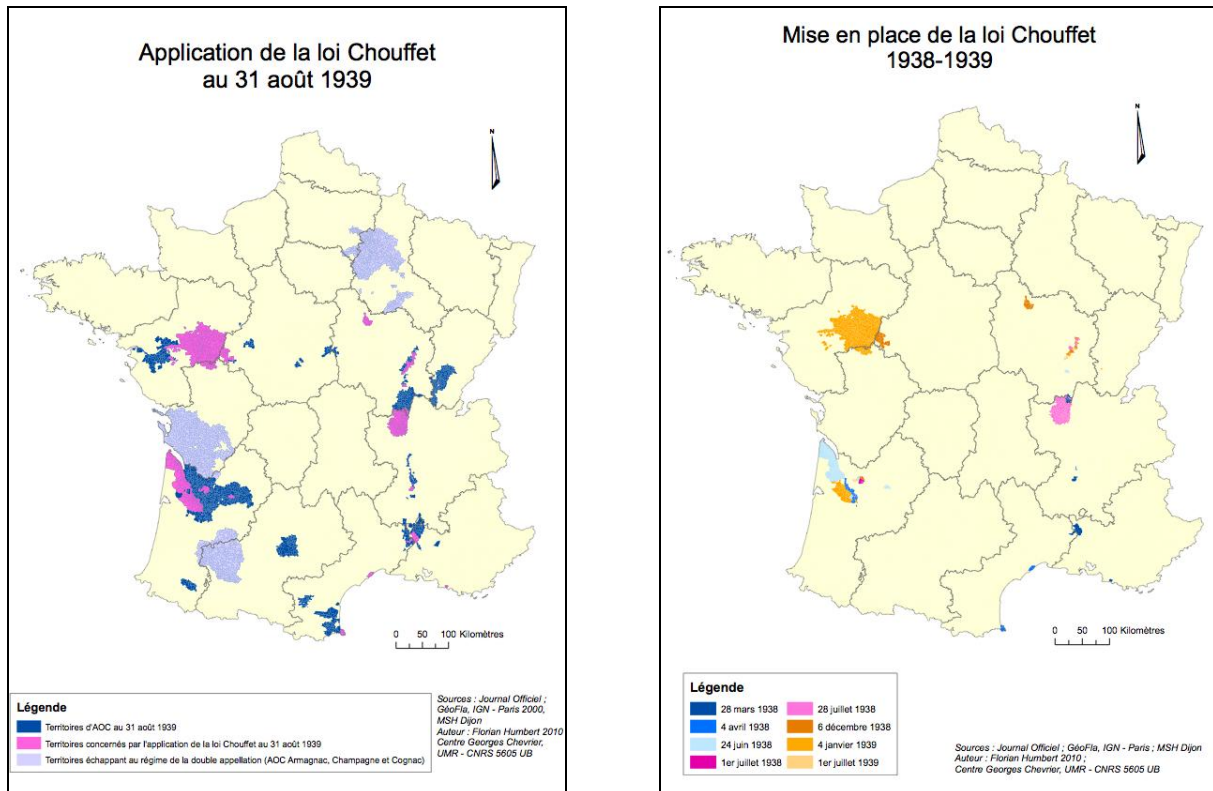 Application de la loi Chouffet
au 31 août 1939
N
0 50 100 Kilomètres
Légende
Territoires d'AOC au 31 août 1939
Territoires concernés par l'application de la loi Chouffet au 31 août 1939
Territoires échappant au régime de la double appellation (AOC Armagnac, Champagne et Cognac)
Sources : Journal Officiel ;
GéoFla, IGN - Paris 2000,
MSH Dijon
Auteur : Florian Humbert 2010
Centre Georges Chevrier,
UMR - CNRS 5605 UB
Mise en place de la loi Chouffet
1938-1939
N
0 50 100 Kilomètres
Légende
28 mars 1938
4 avril 1938
24 juin 1938
1er juillet 1938
28 juillet 1938
6 décembre 1938
4 janvier 1939
1er juillet 1939
Sources : Journal Officiel ; GéoFla, IGN - Paris ; MSH Dijon
Auteur : Florian Humbert 2010 ;
Centre Georges Chevrier, UMR - CNRS 5605 UB